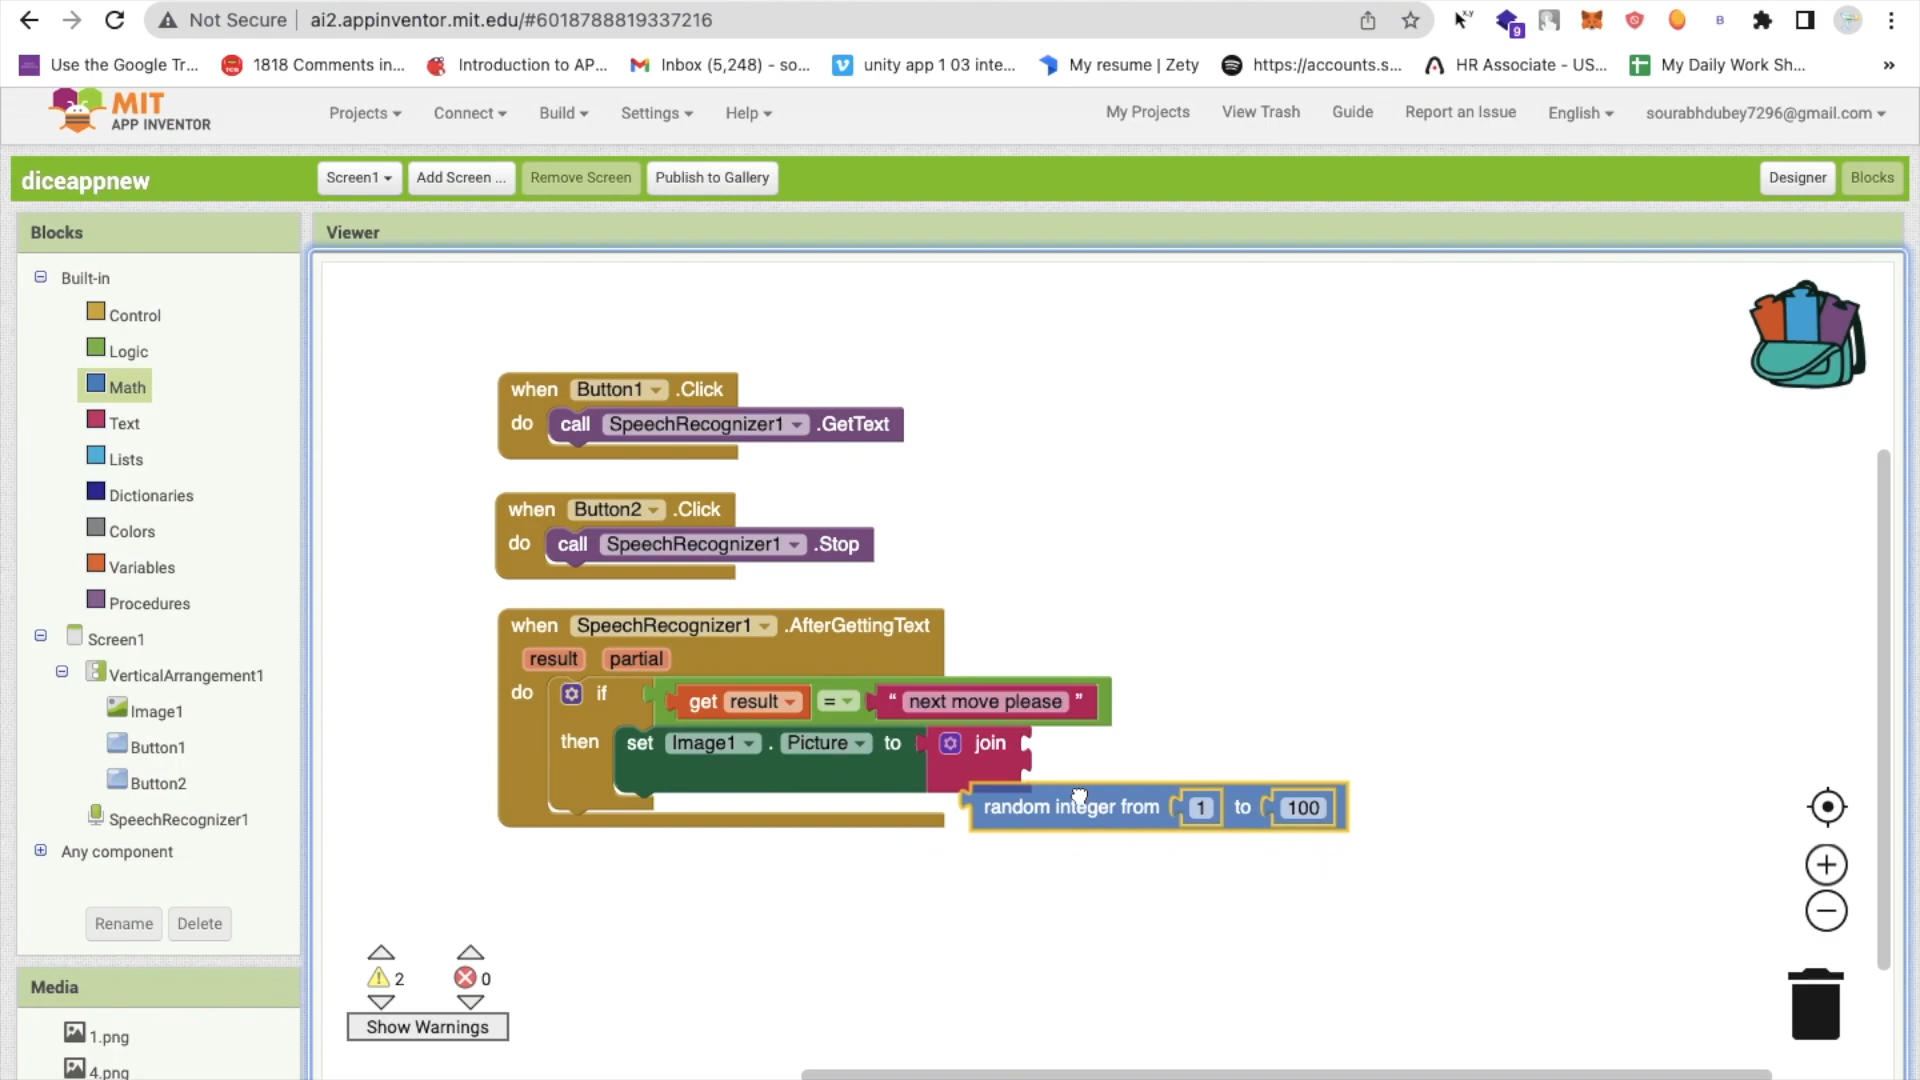 Not Secure | ai2.appinventor.mit.edu/#6018788819337216
9
B
Use the Google Tr... 1818 Comments in... Introduction to AP... Inbox (5,248) - so... unity app 1 03 inte... My resume | Zety https://accounts.s... HR Associate - US... My Daily Work Sh... »
MIT
APP INVENTOR
Projects Connect Build Settings Help My Projects View Trash Guide Report an Issue English sourabhdubey7296@gmail.com
diceappnew Screen1 Add Screen ... Remove Screen Publish to Gallery Designer Blocks
Blocks Viewer
Built-in
Control
Logic
Math
Text
Lists
Dictionaries
Colors
Variables
Procedures
Screen1
VerticalArrangement1
Image1
Button1
Button2
SpeechRecognizer1
Any component
Rename Delete
Media
1.png
4.png
when Button1 .Click
do call SpeechRecognizer1 .GetText
when Button2 .Click
do call SpeechRecognizer1 .Stop
when SpeechRecognizer1 .AfterGettingText
result partial
do if get result = “ next move please ”
then set Image1 . Picture to join
random integer from 1 to 100
2 0
Show Warnings